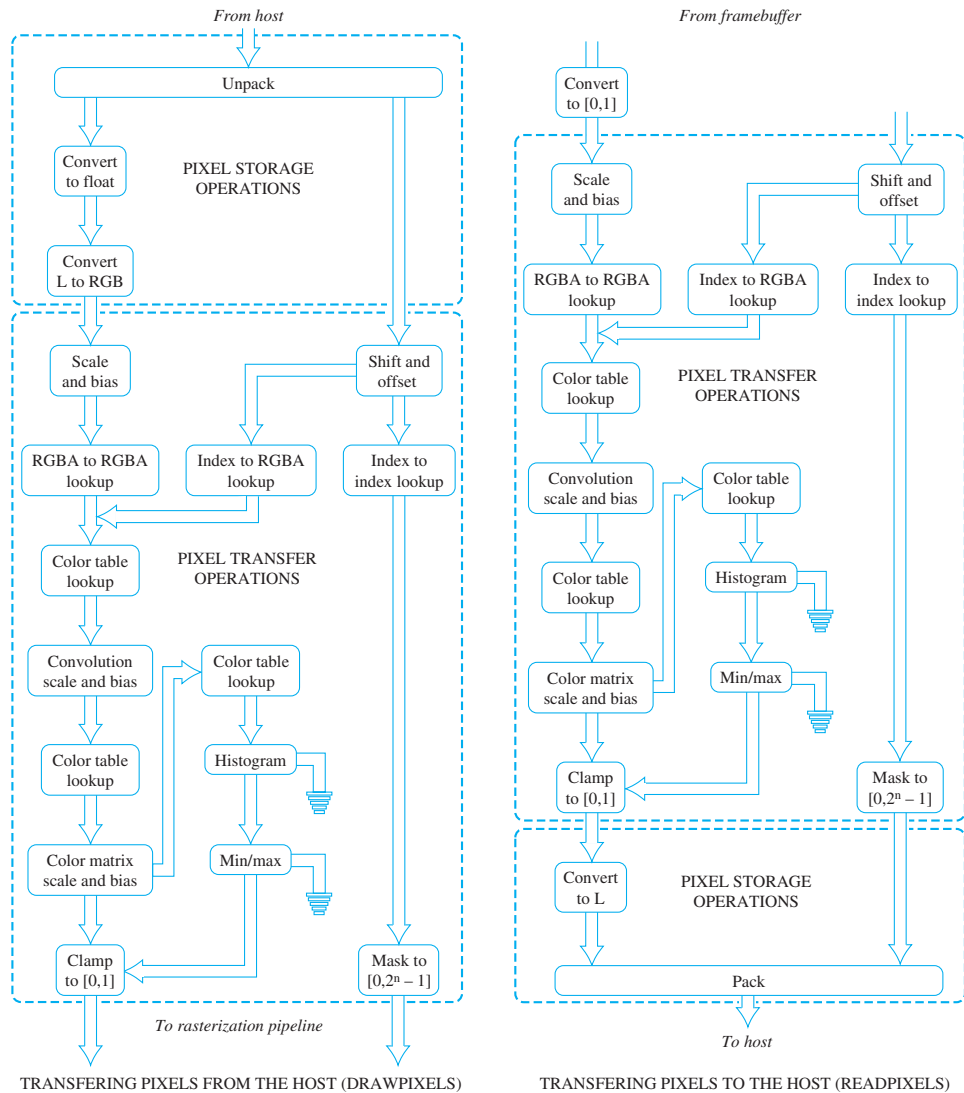 From host
Unpack
Convert
to float
PIXEL STORAGE
OPERATIONS
Convert
L to RGB
Scale
and bias
Shift and
offset
RGBA to RGBA
lookup
Index to RGBA
lookup
Index to
index lookup
Color table
lookup
PIXEL TRANSFER
OPERATIONS
Convolution
scale and bias
Color table
lookup
Color table
lookup
Histogram
Color matrix
scale and bias
Min/max
Clamp
to [0,1]
Mask to
[0,2ⁿ – 1]
To rasterization pipeline
TRANSFERING PIXELS FROM THE HOST (DRAWPIXELS)
From framebuffer
Convert
to [0,1]
Scale
and bias
Shift and
offset
RGBA to RGBA
lookup
Index to RGBA
lookup
Index to
index lookup
Color table
lookup
PIXEL TRANSFER
OPERATIONS
Convolution
scale and bias
Color table
lookup
Color table
lookup
Histogram
Color matrix
scale and bias
Min/max
Clamp
to [0,1]
Mask to
[0,2ⁿ – 1]
Convert
to L
PIXEL STORAGE
OPERATIONS
Pack
To host
TRANSFERING PIXELS TO THE HOST (READPIXELS)